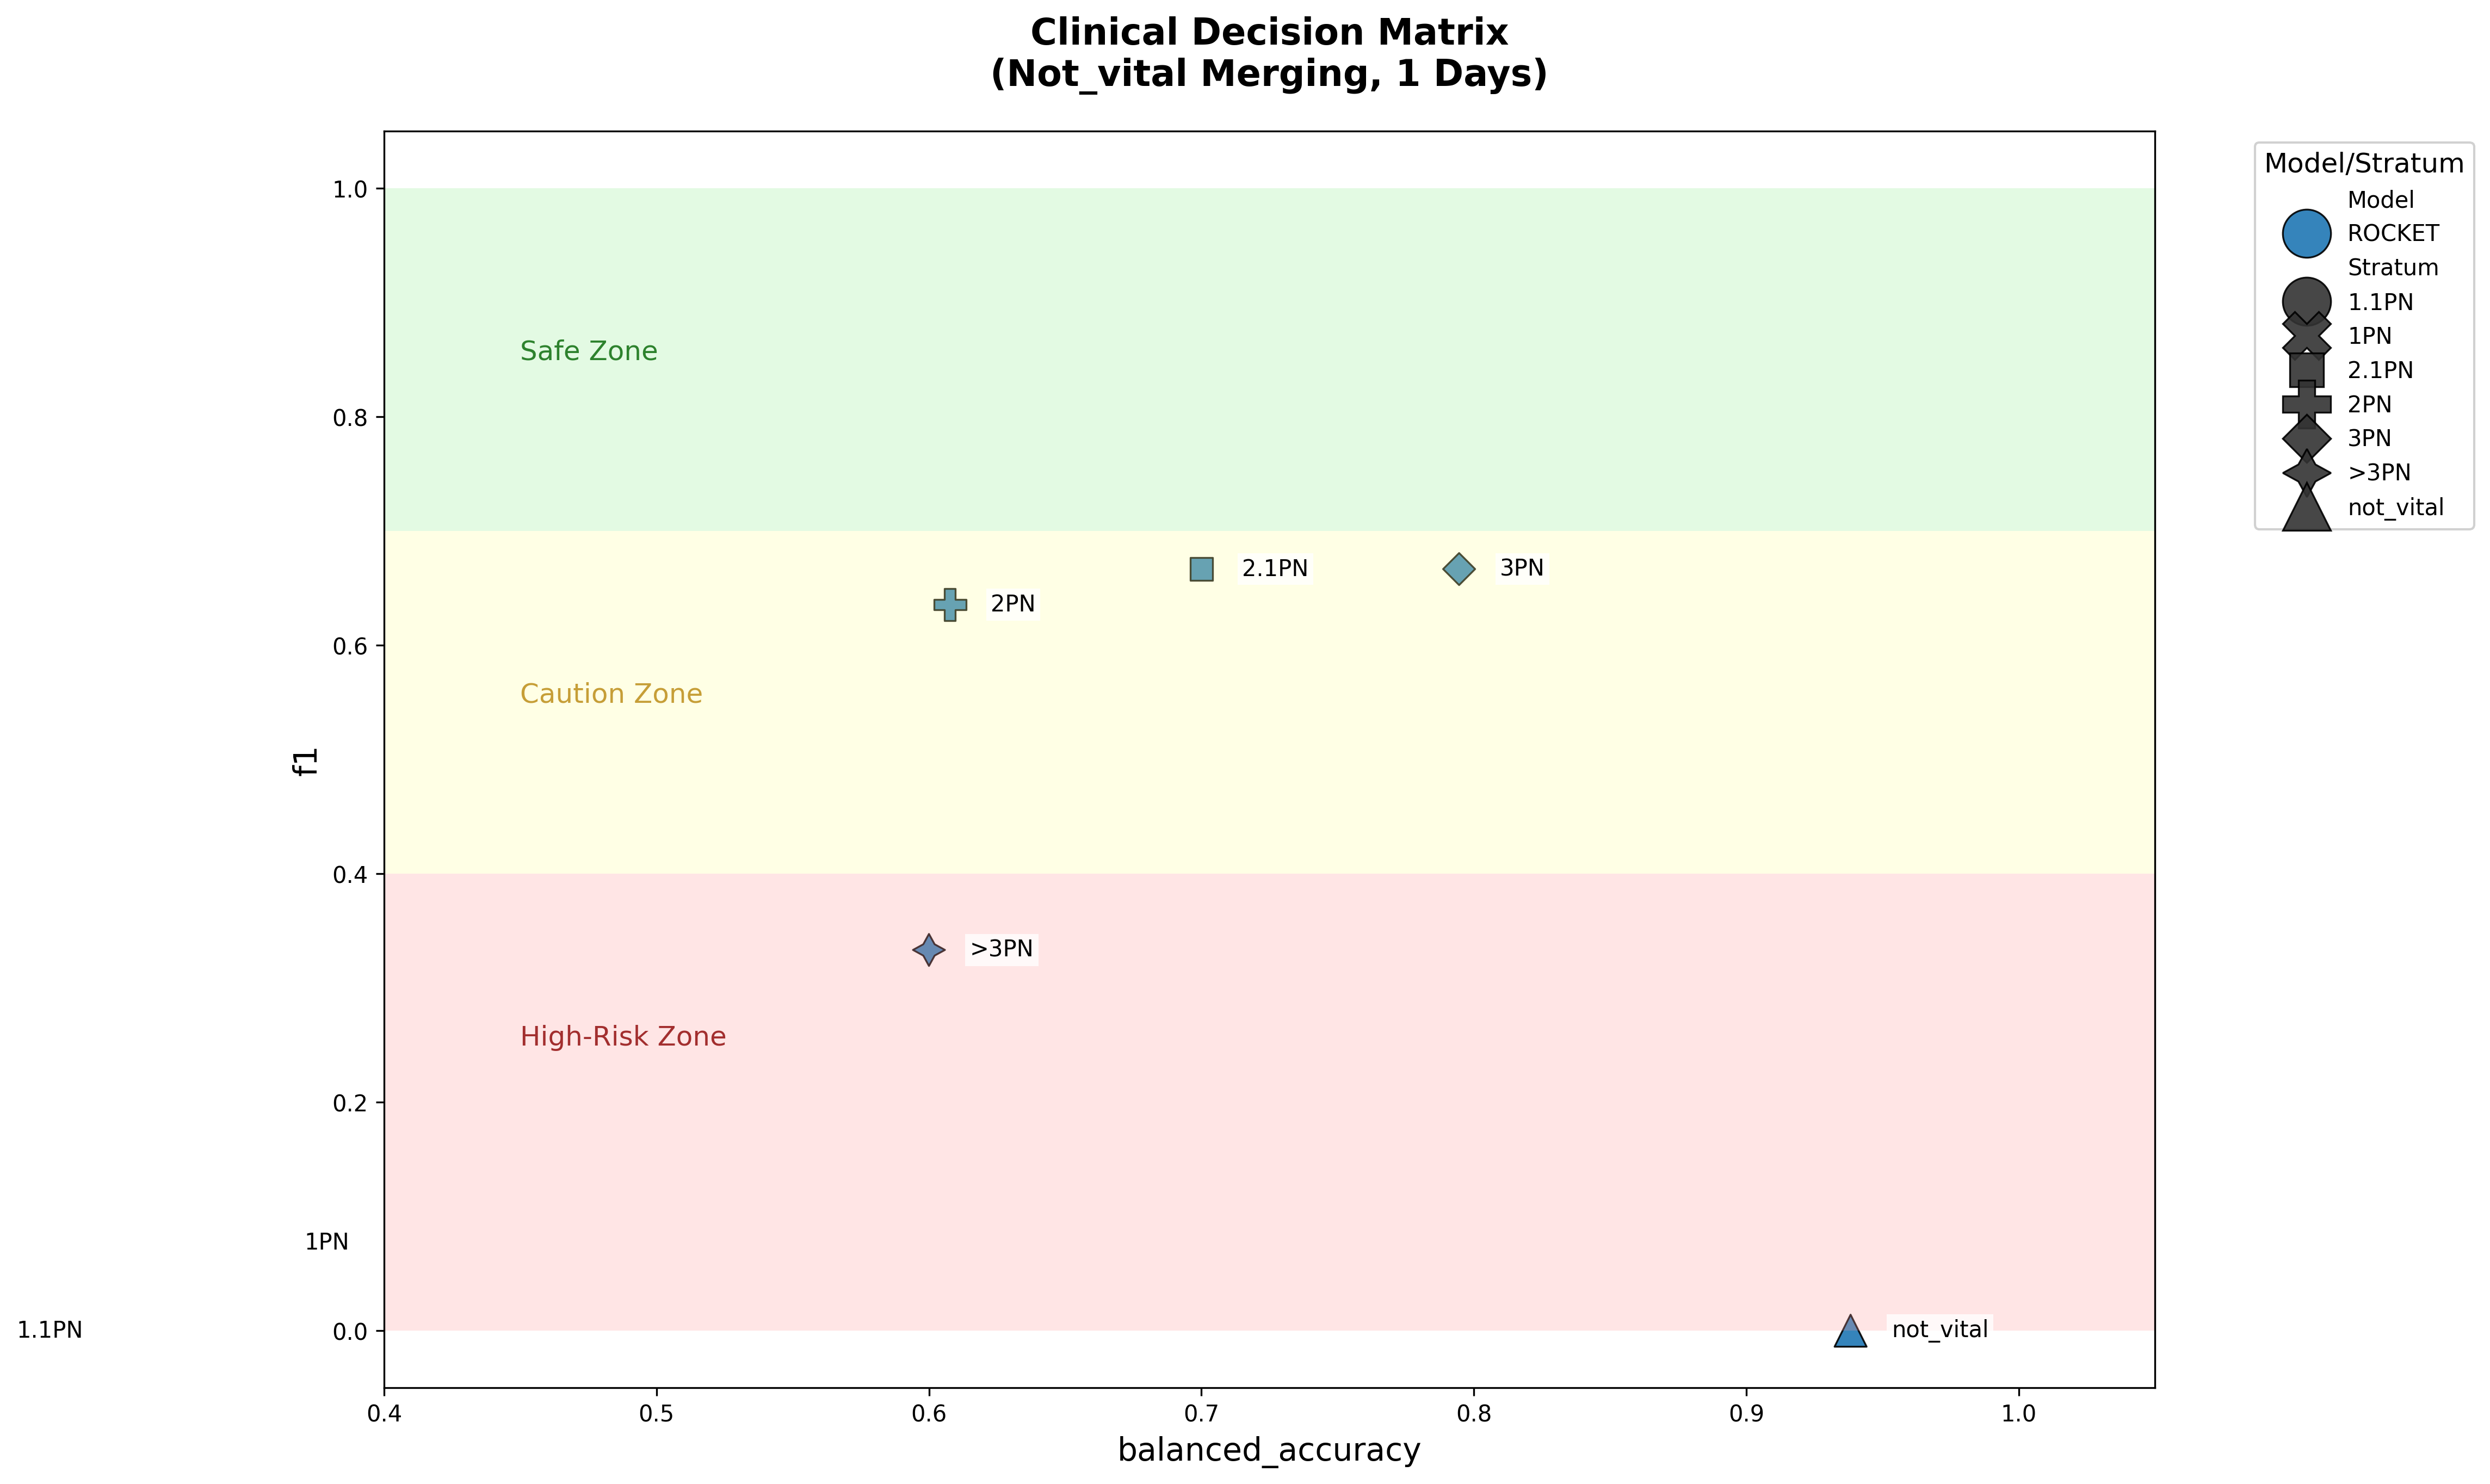 Clinical Decision Matrix
(Not_vital Merging, 1 Days)
f1
1.0
0.8
0.6
0.4
0.2
0.0
Safe Zone
Caution Zone
High-Risk Zone
2PN
2.1PN
3PN
>3PN
1PN
1.1PN
not_vital
0.4
0.5
0.6
0.7
0.8
0.9
1.0
balanced_accuracy
Model/Stratum
Model
ROCKET
Stratum
1.1PN
1PN
2.1PN
2PN
3PN
>3PN
not_vital